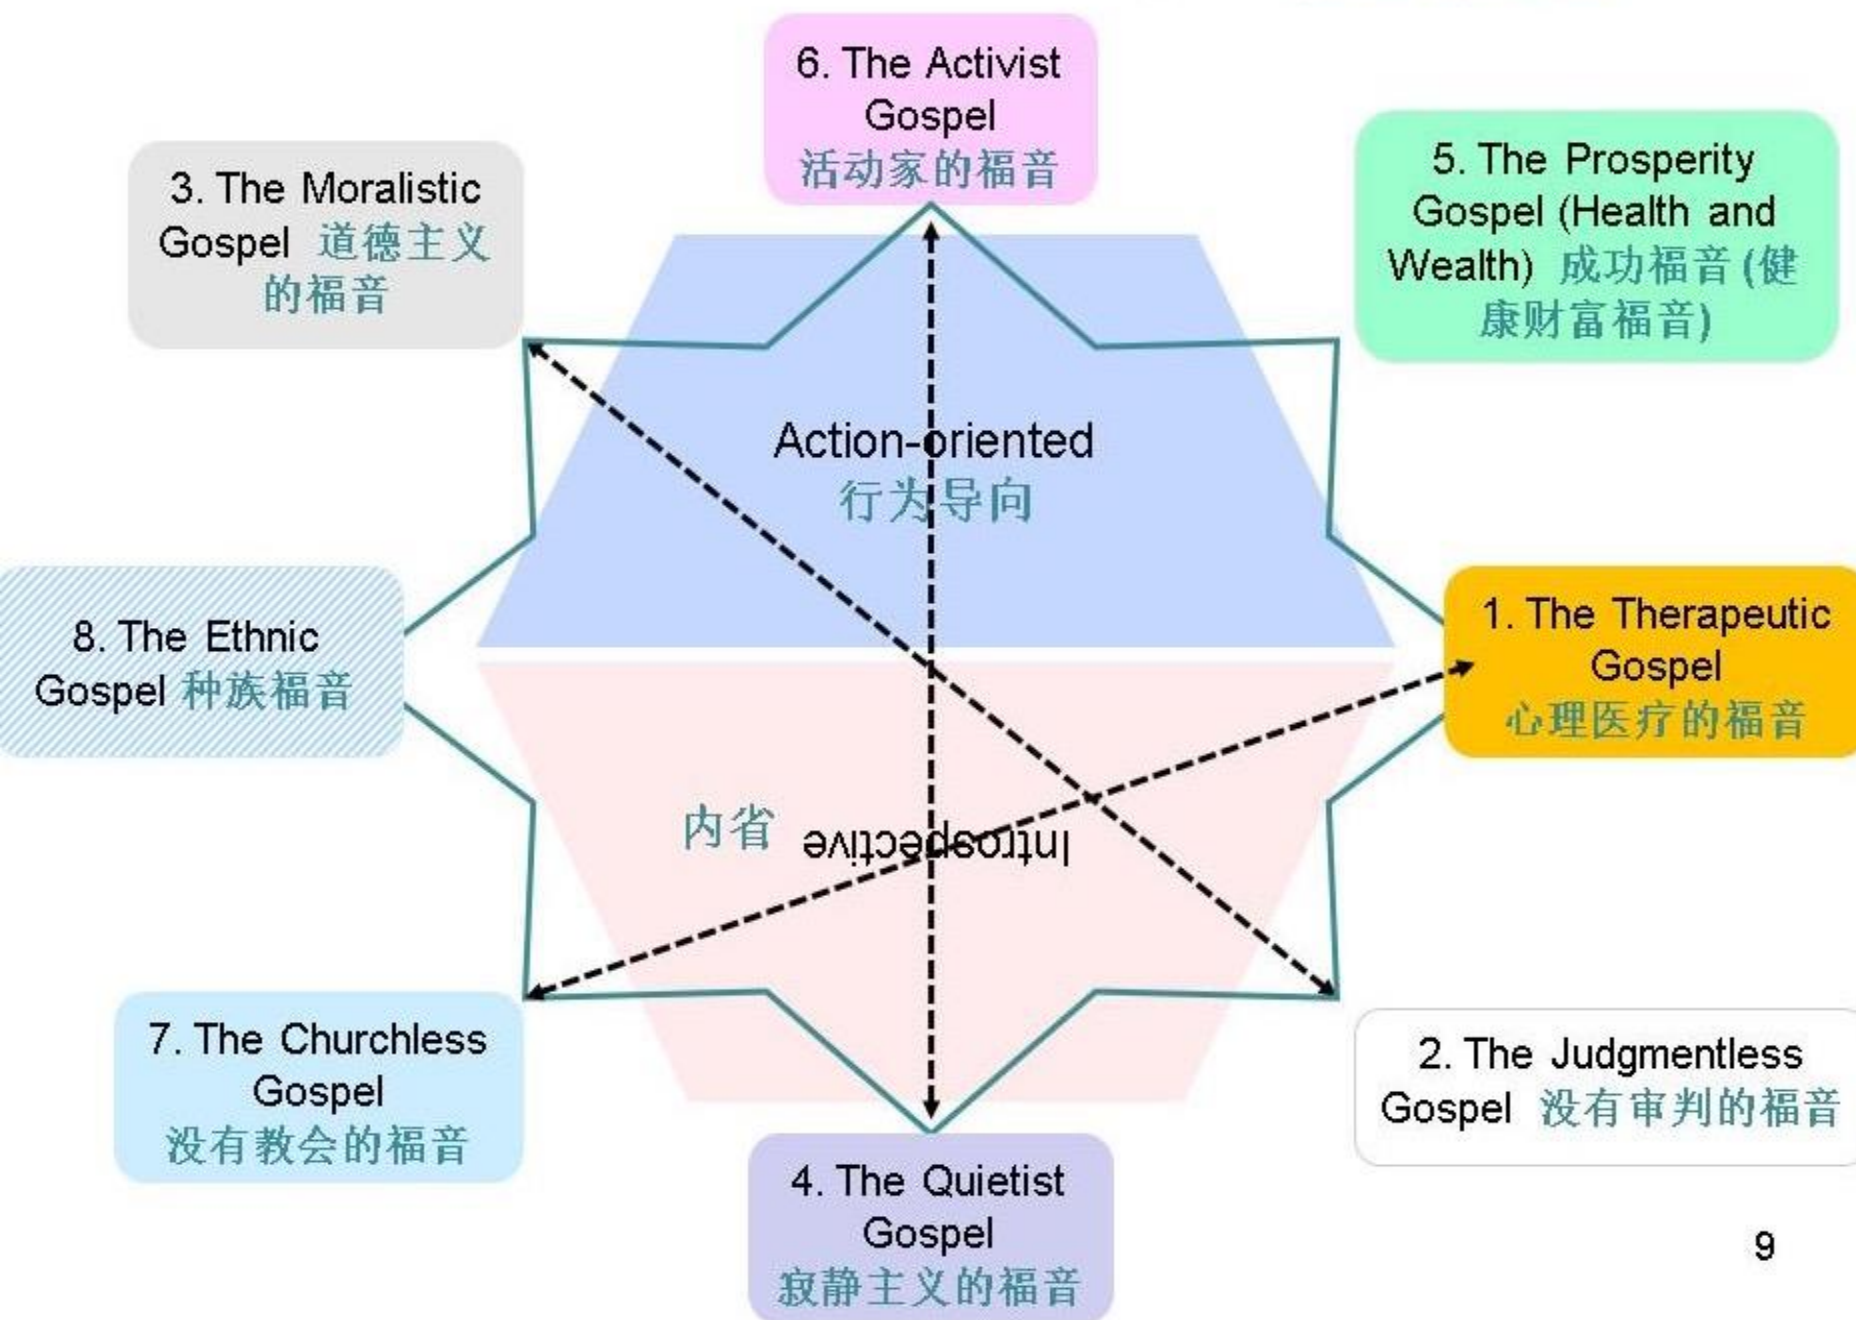 6. The Activist
Gospel
活动家的福音
3. The Moralistic
Gospel 道德主义
的福音
5. The Prosperity
Gospel (Health and
Wealth) 成功福音(健
康财富福音)
Action-oriented
行为导向
8. The Ethnic
Gospel 种族福音
1. The Therapeutic
Gospel
心理医疗的福音
内省 Introspective
7. The Churchless
Gospel
没有教会的福音
2. The Judgmentless
Gospel 没有审判的福音
4. The Quietist
Gospel
寂静主义的福音
9